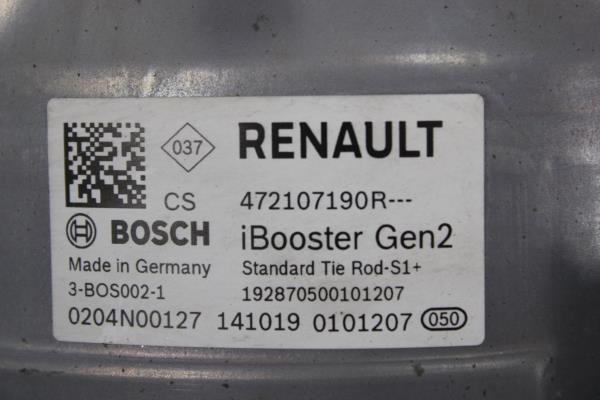 037 RENAULT
CS 472107190R---
BOSCH iBooster Gen2
Made in Germany Standard Tie Rod-S1+
3-BOS002-1 192870500101207
0204N00127 141019 0101207 050